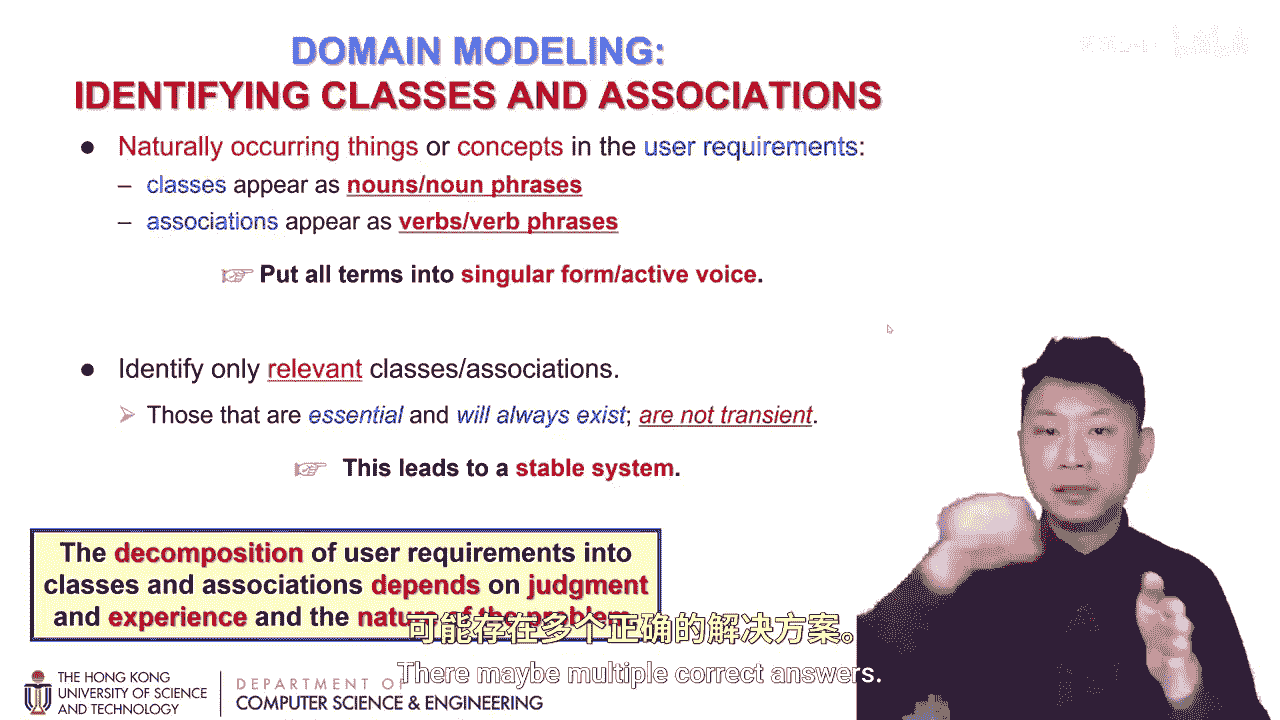 DOMAIN MODELING:
IDENTIFYING CLASSES AND ASSOCIATIONS
● Naturally occurring things or concepts in the user requirements:
– classes appear as nouns/noun phrases
– associations appear as verbs/verb phrases
☞ Put all terms into singular form/active voice.
● Identify only relevant classes/associations.
➢ Those that are essential and will always exist; are not transient.
☞ This leads to a stable system.
The decomposition of user requirements into
classes and associations depends on judgment
and experience and the nature of the problem.
可能存在多个正确的解决方案。
There maybe multiple correct answers.
THE HONG KONG
UNIVERSITY OF SCIENCE
AND TECHNOLOGY
DEPARTMENT OF
COMPUTER SCIENCE & ENGINEERING